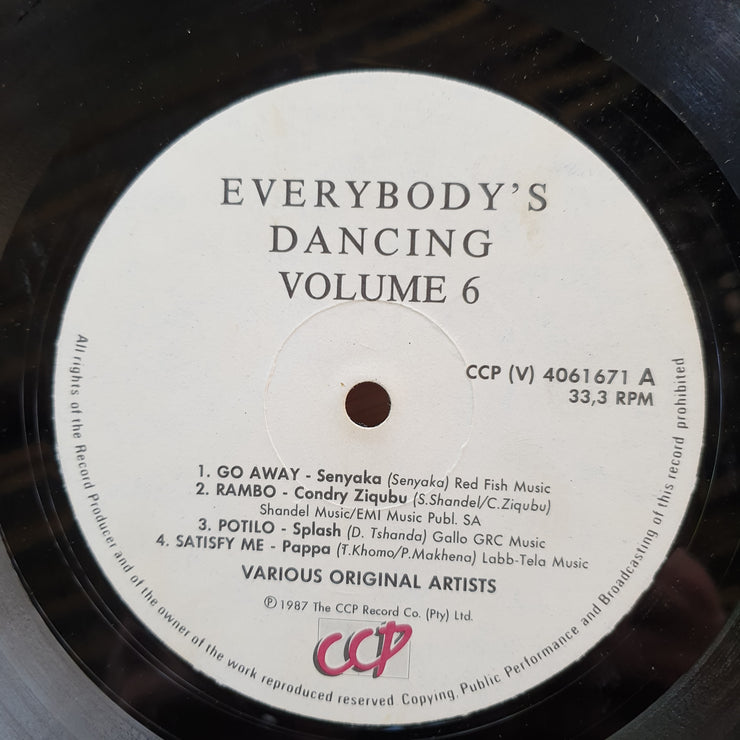 EVERYBODY'S
DANCING
VOLUME 6
CCP (V) 4061671 A
33,3 RPM
1. GO AWAY - Senyaka (Senyaka) Red Fish Music
2. RAMBO - Condry Ziqubu (S.Shandel/C.Ziqubu)
Shandel Music/EMI Music Publ. SA
3. POTILO - Splash (D. Tshanda) Gallo GRC Music
4. SATISFY ME - Pappa (T.Khomo/P.Makhena) Labb-Tela Music
VARIOUS ORIGINAL ARTISTS
℗ 1987 The CCP Record Co. (Pty) Ltd.
CCP
All rights of the Record Producer and of the owner of the work reproduced reserved Copying, Public Performance and Broadcasting of this record prohibited